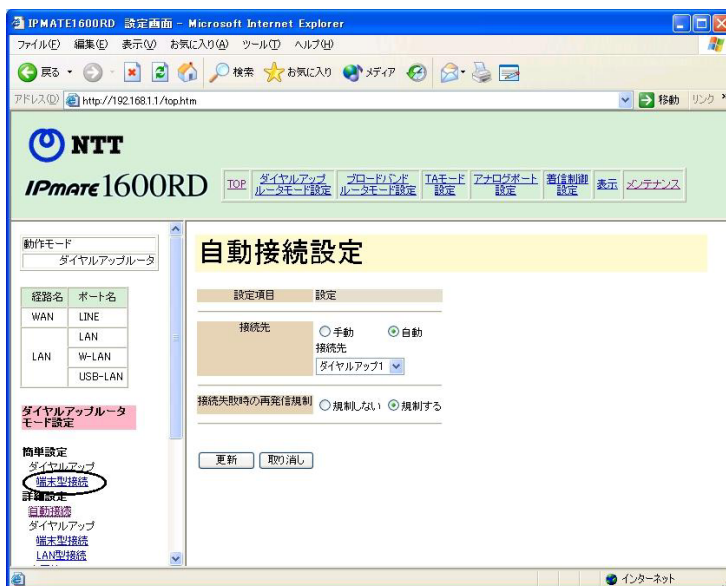 IPMATE1600RD 設定画面 - Microsoft Internet Explorer
ファイル(F) 編集(E) 表示(V) お気に入り(A) ツール(T) ヘルプ(H)
戻る 検索 お気に入り メディア
アドレス(D) http://192.168.1.1/top.htm 移動 リンク
NTT
IPMATE1600RD
TOP
ダイヤルアップ
ルータモード設定
ブロードバンド
ルータモード設定
TAモード
設定
アナログポート
設定
着信制御
設定
表示
メンテナンス
動作モード
ダイヤルアップルータ
経路名 ポート名
WAN LINE
LAN
LAN W-LAN
USB-LAN
ダイヤルアップルータ
モード設定
簡単設定
ダイヤルアップ
端末型接続
詳細設定
自動接続
ダイヤルアップ
端末型接続
LAN型接続
自動接続設定
設定項目 設定
接続先 手動 自動
接続先
ダイヤルアップ1
接続失敗時の再発信規制 規制しない 規制する
更新 取り消し
インターネット